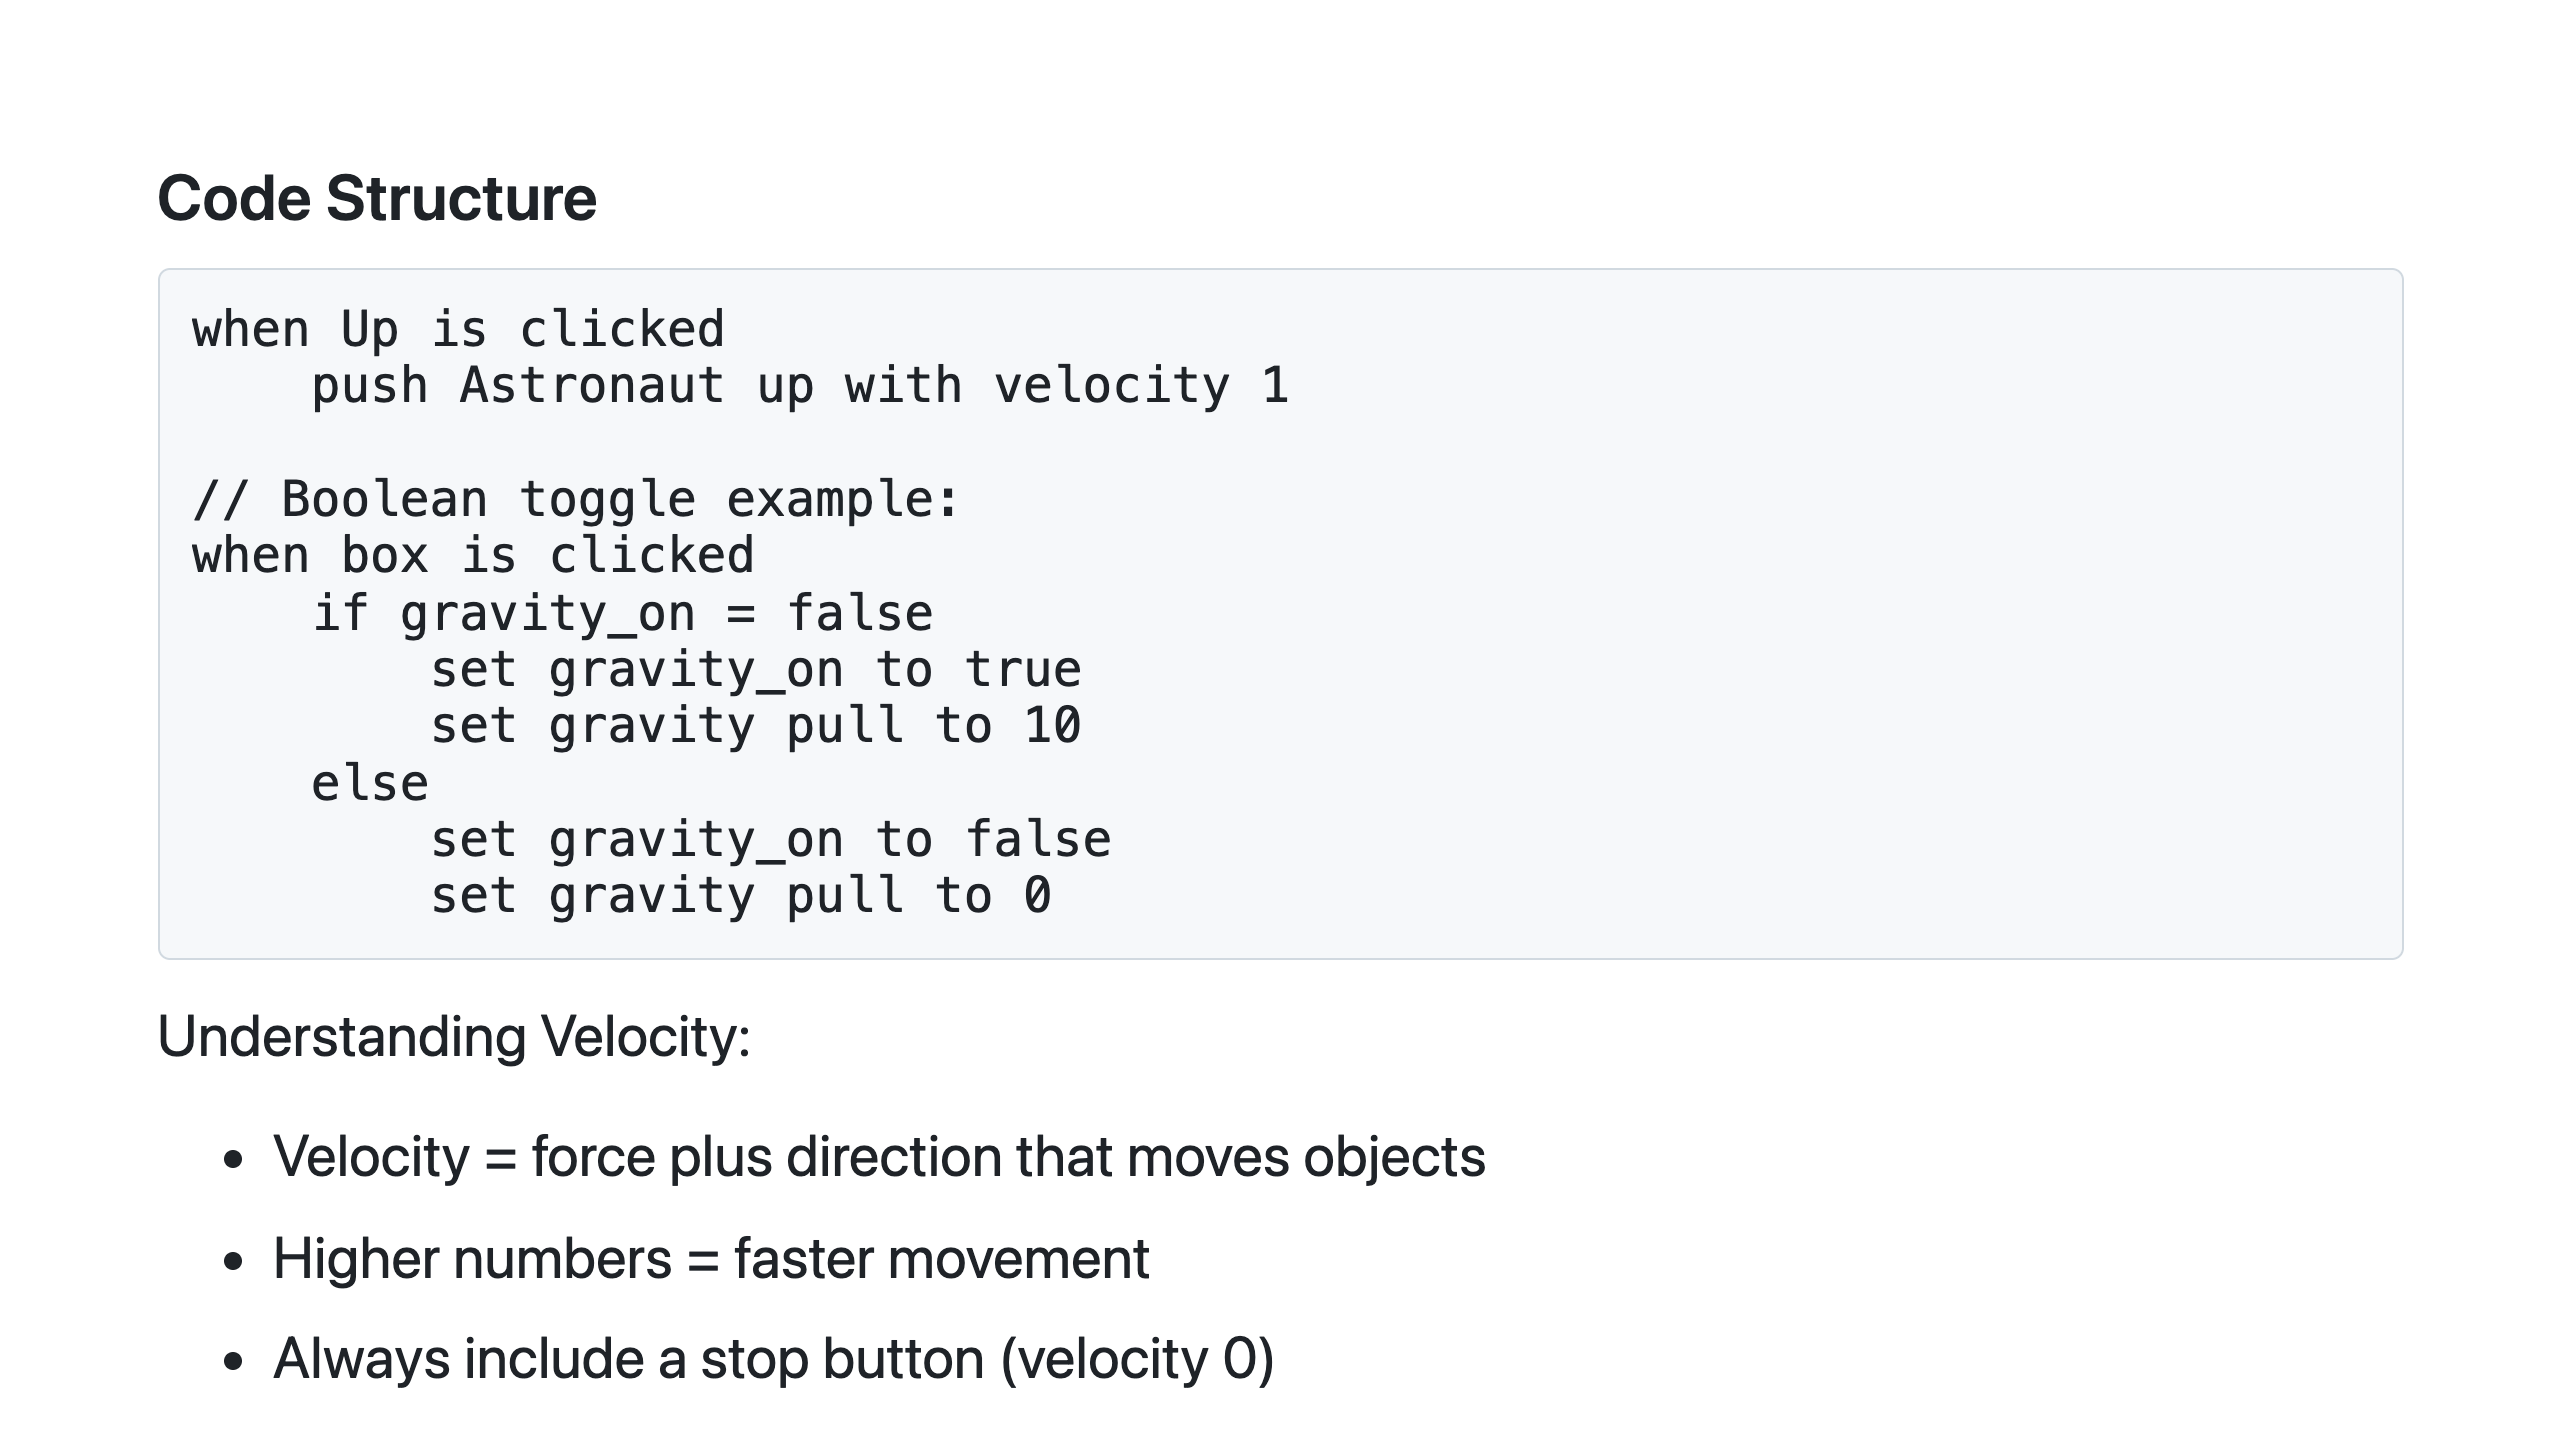 Code Structure
when Up is clicked
    push Astronaut up with velocity 1

// Boolean toggle example:
when box is clicked
    if gravity_on = false
        set gravity_on to true
        set gravity pull to 10
    else
        set gravity_on to false
        set gravity pull to 0
Understanding Velocity:
• Velocity = force plus direction that moves objects
• Higher numbers = faster movement
• Always include a stop button (velocity 0)